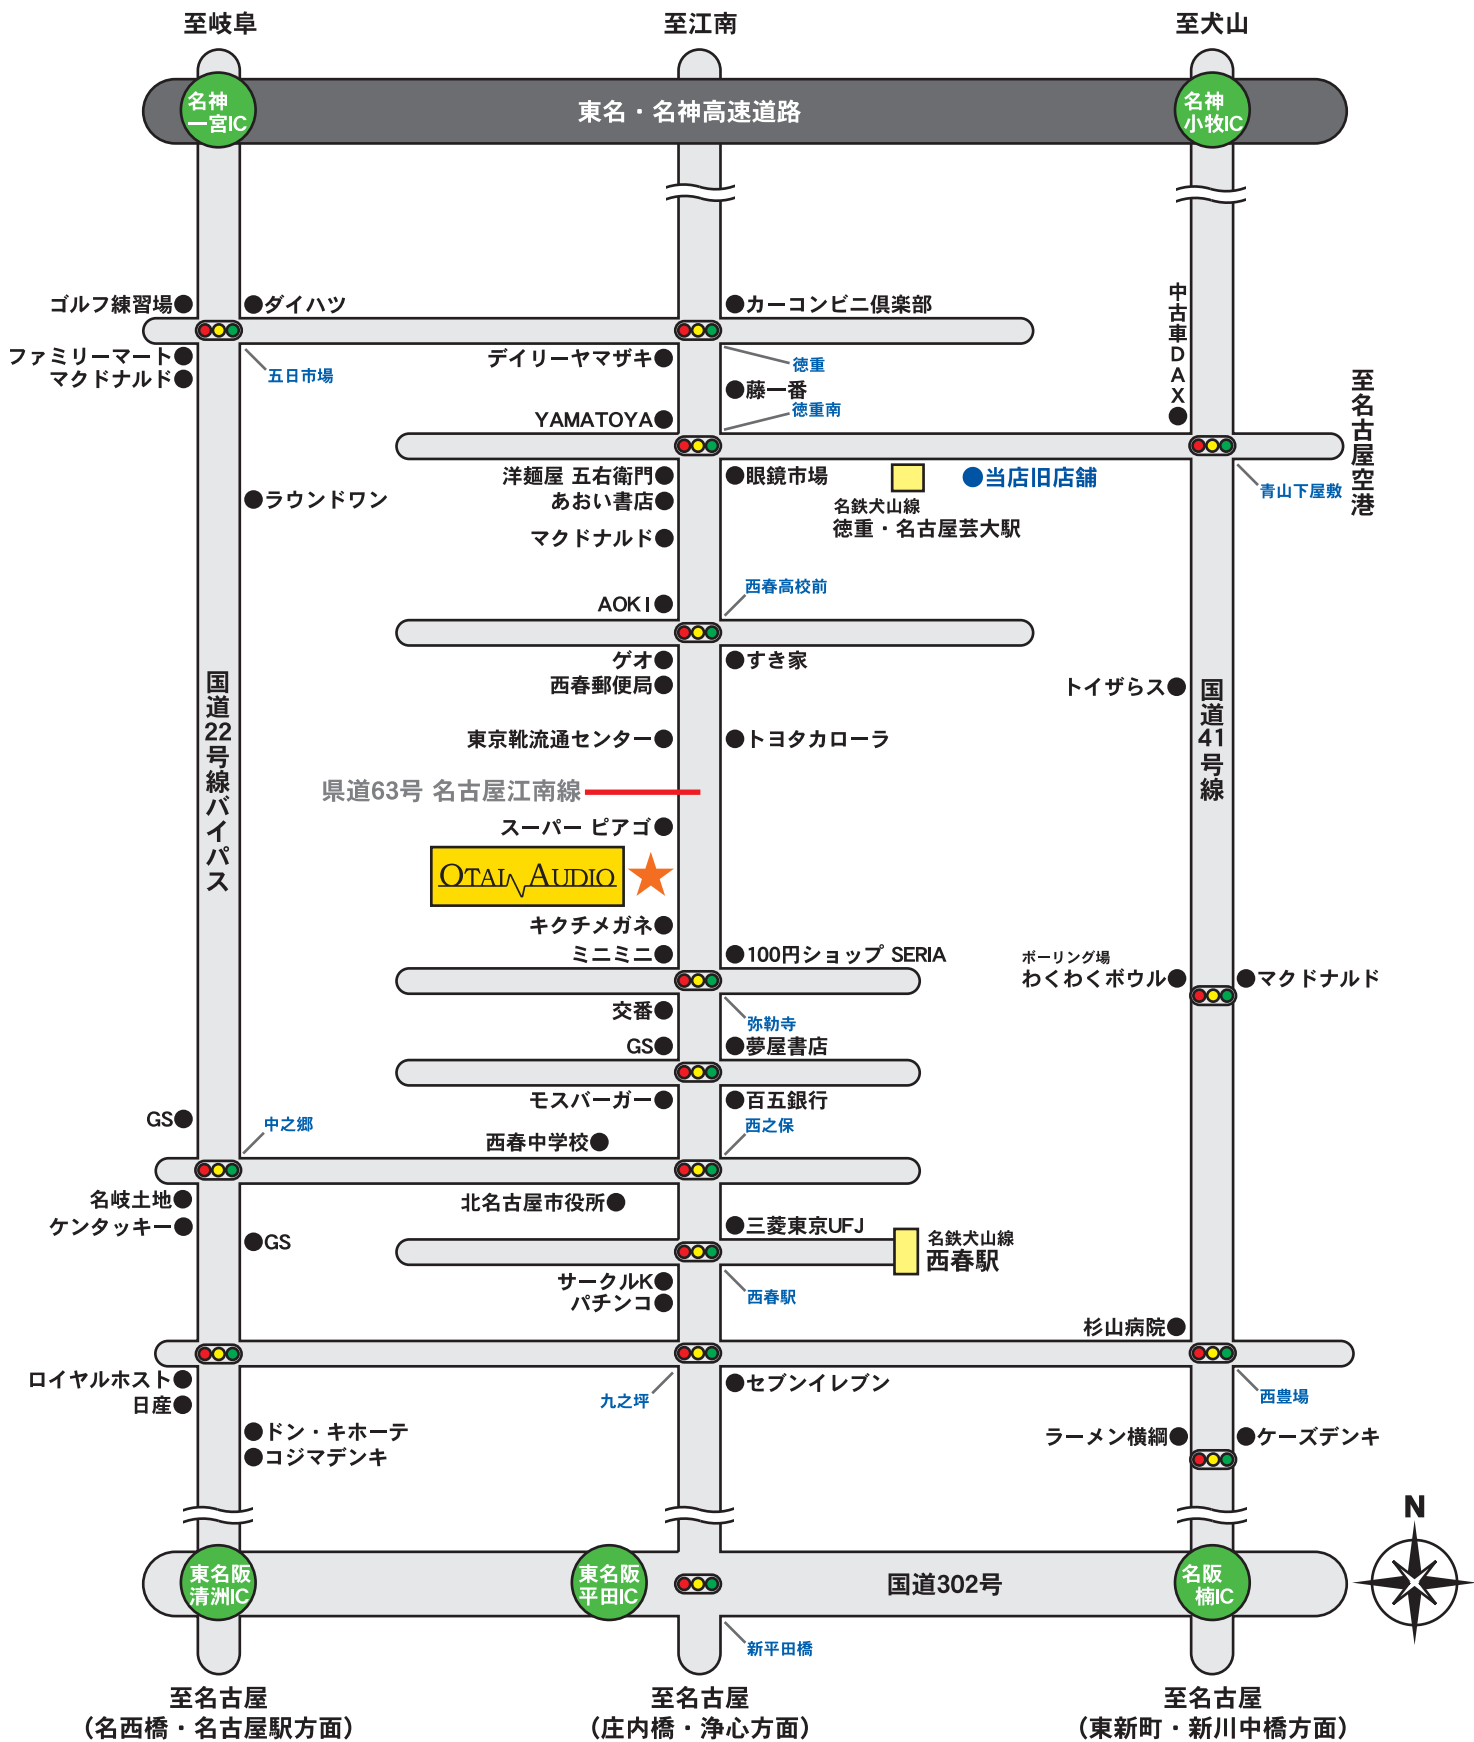 至岐阜
至江南
至犬山
名神
一宮IC
東名・名神高速道路
名神
小牧IC
ゴルフ練習場
ダイハツ
カーコンビニ倶楽部
中古車DAX
ファミリーマート
マクドナルド
五日市場
デイリーヤマザキ
徳重
藤一番
徳重南
YAMATOYA
至名古屋空港
洋麺屋 五右衛門
眼鏡市場
当店旧店舗
あおい書店
ラウンドワン
名鉄犬山線
徳重・名古屋芸大駅
青山下屋敷
マクドナルド
西春高校前
AOKI
ゲオ
すき家
西春郵便局
トイザらス
国道22号線バイパス
国道41号線
東京靴流通センター
トヨタカローラ
県道63号 名古屋江南線
スーパー ピアゴ
OTAI AUDIO
キクチメガネ
ミニミニ
100円ショップ SERIA
ボーリング場
わくわくボウル
マクドナルド
交番
弥勒寺
GS
夢屋書店
モスバーガー
百五銀行
GS
中之郷
西春中学校
西之保
名岐土地
北名古屋市役所
ケンタッキー
GS
三菱東京UFJ
名鉄犬山線
西春駅
サークルK
パチンコ
西春駅
杉山病院
ロイヤルホスト
日産
九之坪
セブンイレブン
西豊場
ドン・キホーテ
コジマデンキ
ラーメン横綱
ケーズデンキ
N
東名阪
清洲IC
東名阪
平田IC
国道302号
名阪
楠IC
新平田橋
至名古屋
（名西橋・名古屋駅方面）
至名古屋
（庄内橋・浄心方面）
至名古屋
（東新町・新川中橋方面）